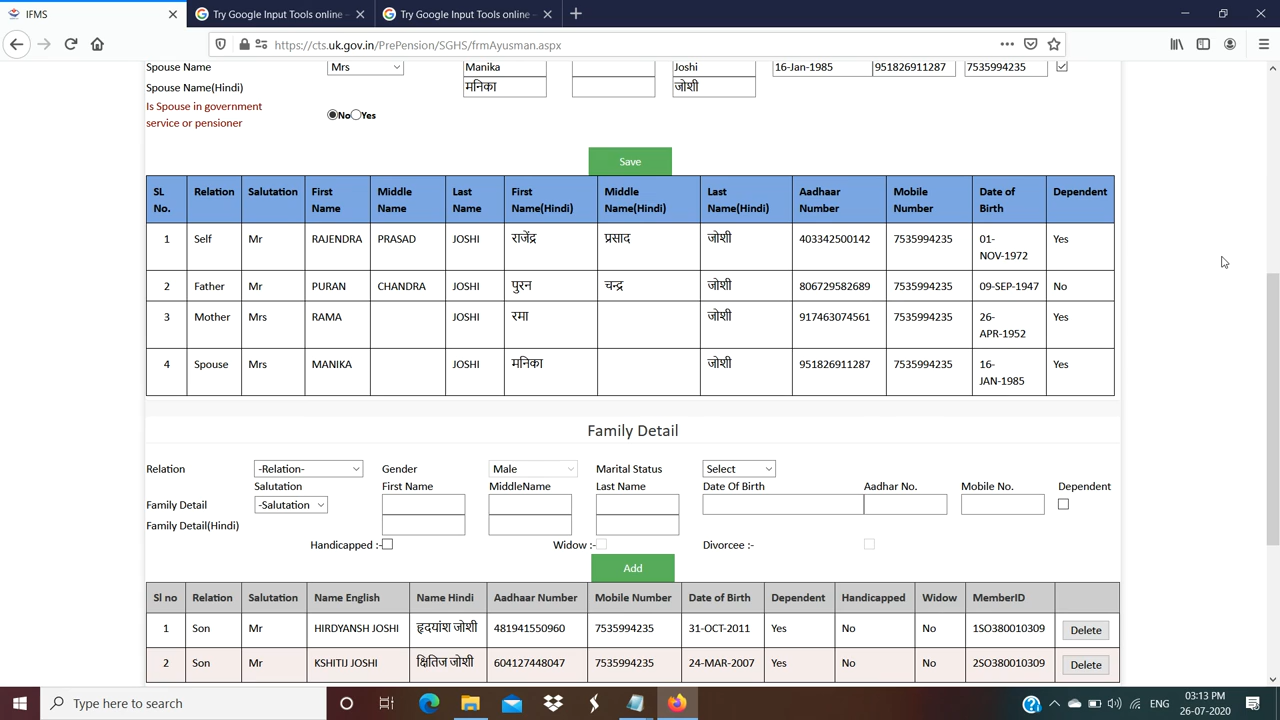 IFMS
Try Google Input Tools online –
Try Google Input Tools online –
https://cts.uk.gov.in/PrePension/SGHS/frmAyusman.aspx
Spouse Name Mrs Manika Joshi 16-Jan-1985 951826911287 7535994235
Spouse Name(Hindi) मनिका जोशी
Is Spouse in government
service or pensioner
No Yes
Save
SL No. Relation Salutation First Name Middle Name Last Name First Name(Hindi) Middle Name(Hindi) Last Name(Hindi) Aadhaar Number Mobile Number Date of Birth Dependent
1 Self Mr RAJENDRA PRASAD JOSHI राजेंद्र प्रसाद जोशी 403342500142 7535994235 01-NOV-1972 Yes
2 Father Mr PURAN CHANDRA JOSHI पुरन चन्द्र जोशी 806729582689 7535994235 09-SEP-1947 No
3 Mother Mrs RAMA JOSHI रमा जोशी 917463074561 7535994235 26-APR-1952 Yes
4 Spouse Mrs MANIKA JOSHI मनिका जोशी 951826911287 7535994235 16-JAN-1985 Yes
Family Detail
Relation -Relation- Gender Male Marital Status Select
Salutation First Name MiddleName Last Name Date Of Birth Aadhar No. Mobile No. Dependent
Family Detail -Salutation
Family Detail(Hindi)
Handicapped :- Widow :- Divorcee :-
Add
Sl no Relation Salutation Name English Name Hindi Aadhaar Number Mobile Number Date of Birth Dependent Handicapped Widow MemberID
1 Son Mr HIRDYANSH JOSHI हृदयांश जोशी 481941550960 7535994235 31-OCT-2011 Yes No No 1SO380010309 Delete
2 Son Mr KSHITIJ JOSHI क्षितिज जोशी 604127448047 7535994235 24-MAR-2007 Yes No No 2SO380010309 Delete
Type here to search
ENG
03:13 PM
26-07-2020